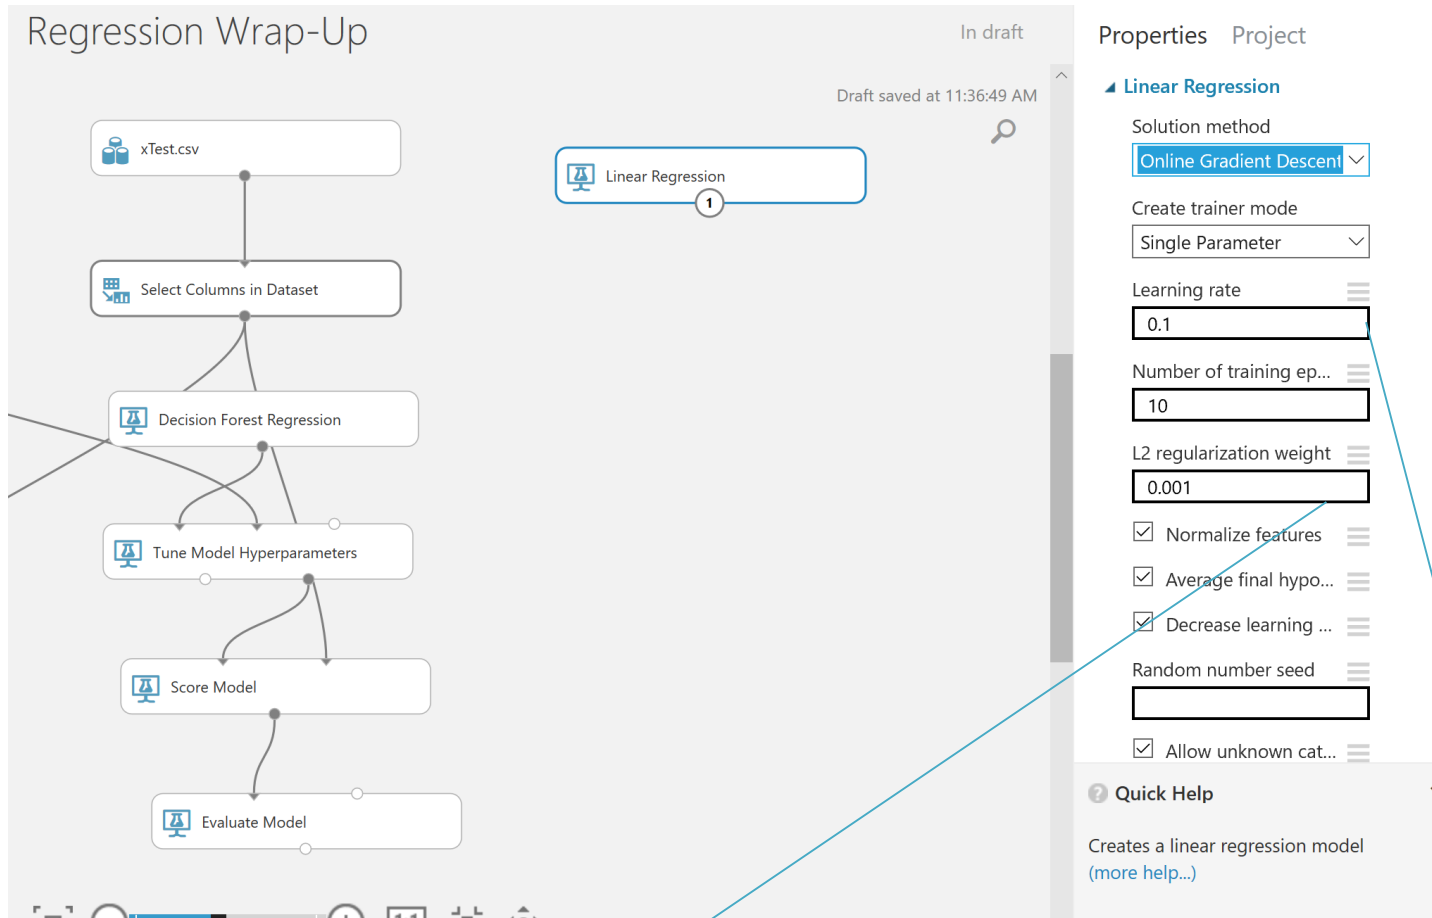 Regression Wrap-Up
In draft
Draft saved at 11:36:49 AM
xTest.csv
Linear Regression
1
Select Columns in Dataset
Decision Forest Regression
Tune Model Hyperparameters
Score Model
Evaluate Model
1:1
Properties Project
Linear Regression
Solution method
Online Gradient Descent
Create trainer mode
Single Parameter
Learning rate
0.1
Number of training ep...
10
L2 regularization weight
0.001
Normalize features
Average final hypo...
Decrease learning ...
Random number seed
Allow unknown cat...
? Quick Help
Creates a linear regression model
(more help...)